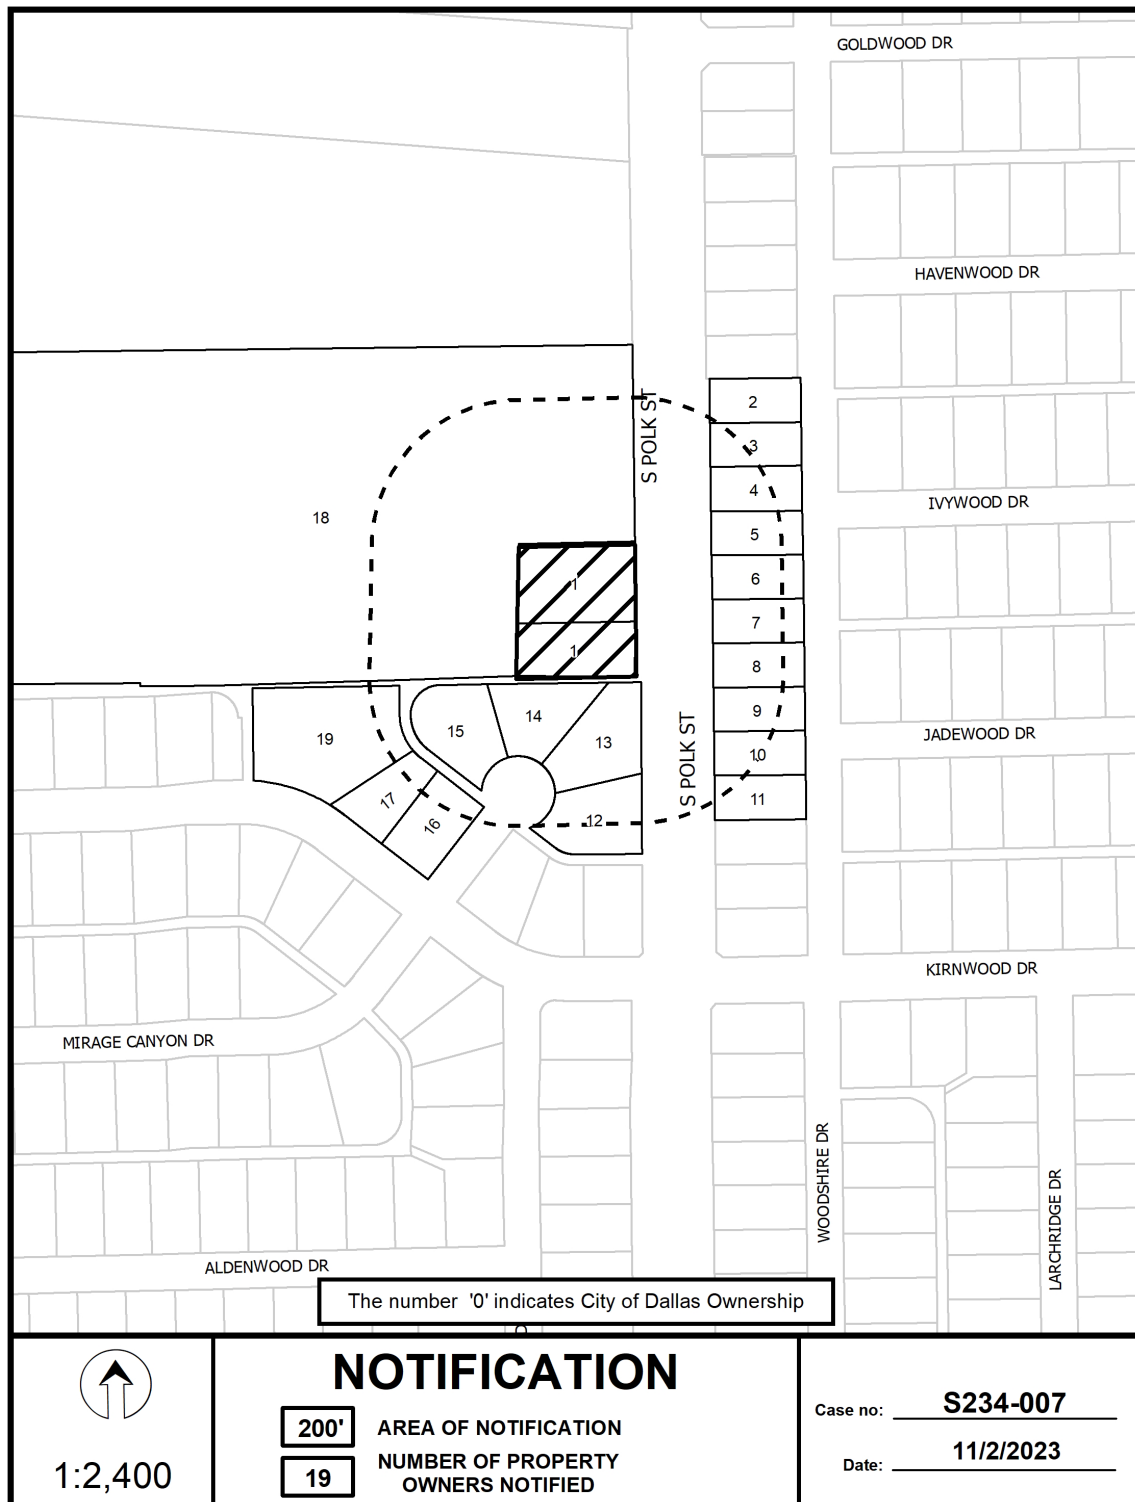 GOLDWOOD DR
HAVENWOOD DR
S POLK ST
2
3
4
18
IVYWOOD DR
5
1
6
7
1
8
9
14
15
19
13
S POLK ST
JADEWOOD DR
10
17
11
16
12
KIRNWOOD DR
MIRAGE CANYON DR
WOODSHIRE DR
LARCHRIDGE DR
ALDENWOOD DR
The number '0' indicates City of Dallas Ownership
1:2,400
NOTIFICATION
200' AREA OF NOTIFICATION
19 NUMBER OF PROPERTY
OWNERS NOTIFIED
Case no: S234-007
Date: 11/2/2023